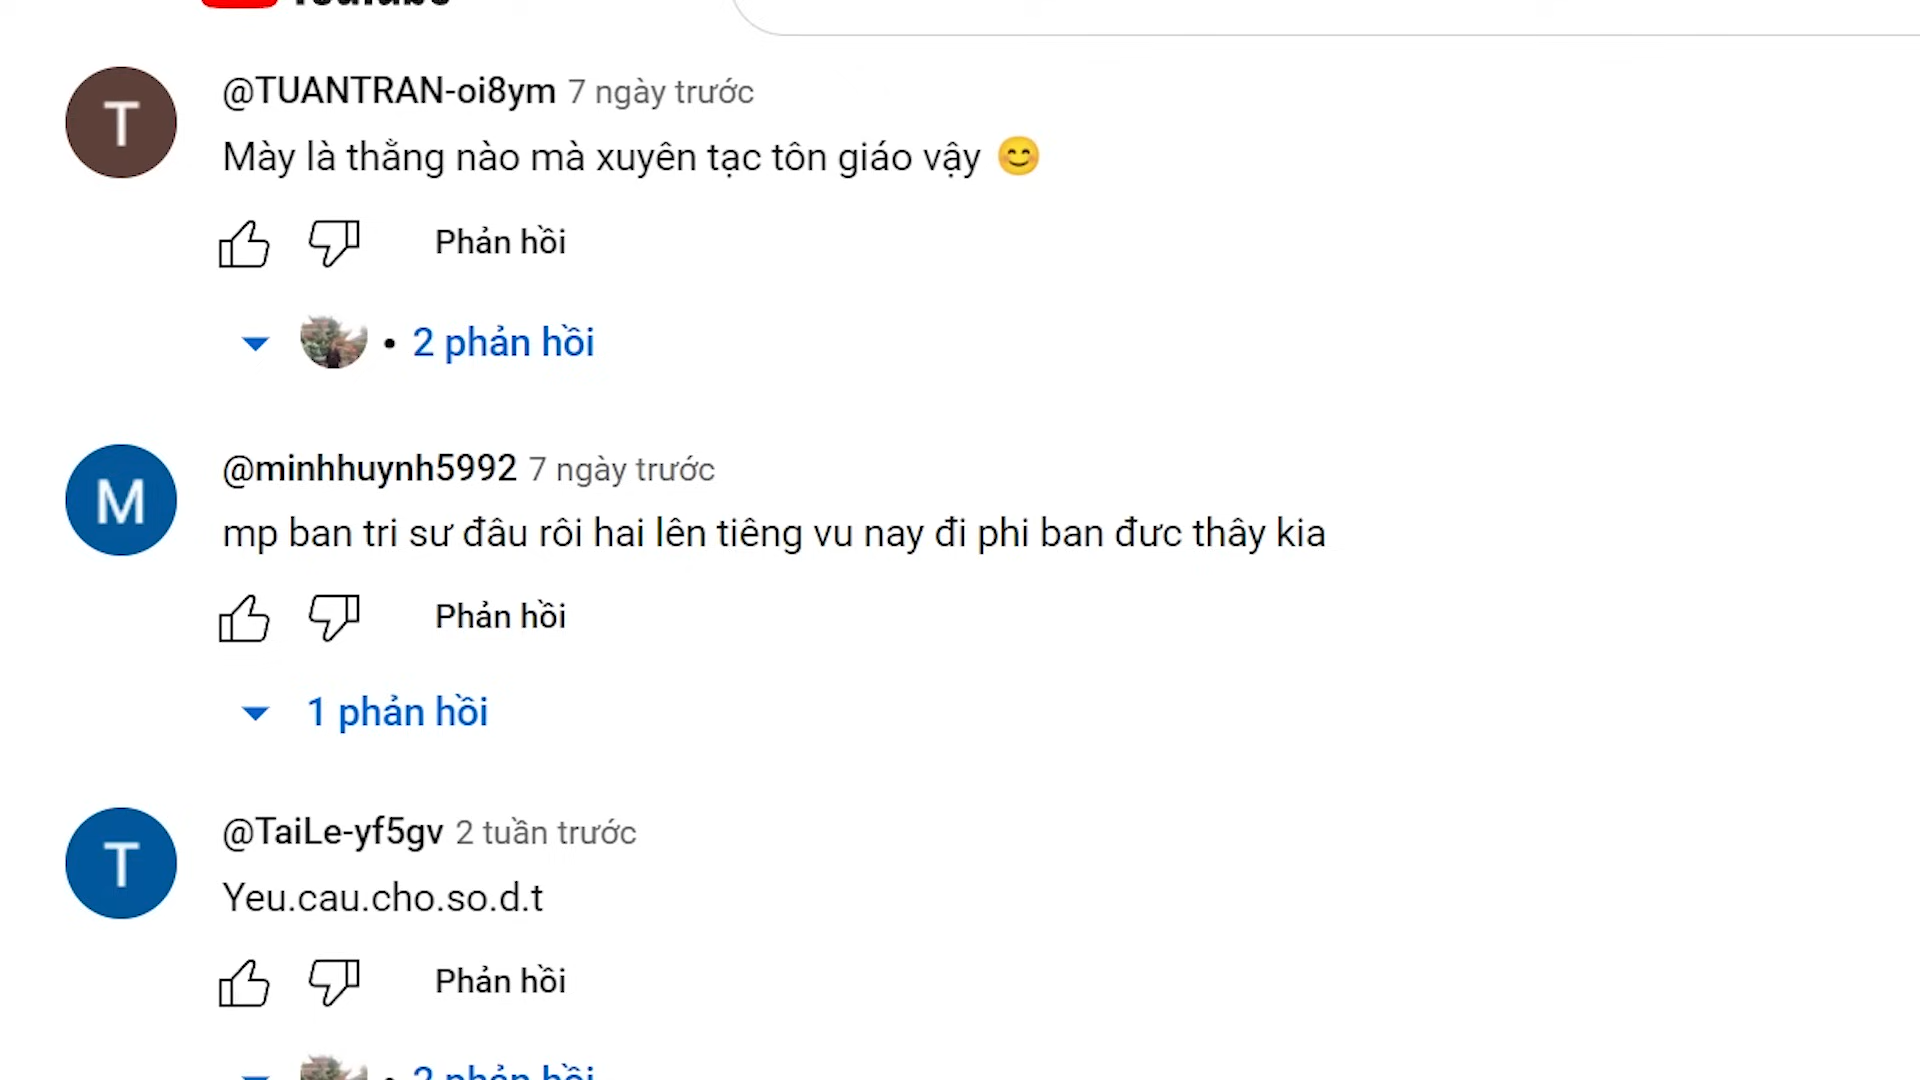 YouTube
@TUANTRAN-oi8ym 7 ngày trước
Mày là thằng nào mà xuyên tạc tôn giáo vậy 😊
Phản hồi
• 2 phản hồi
@minhhuynh5992 7 ngày trước
mp ban tri sư đâu rôi hai lên tiêng vu nay đi phi ban đưc thây kia
Phản hồi
1 phản hồi
@TaiLe-yf5gv 2 tuần trước
Yeu.cau.cho.so.d.t
Phản hồi
• 2 phản hồi